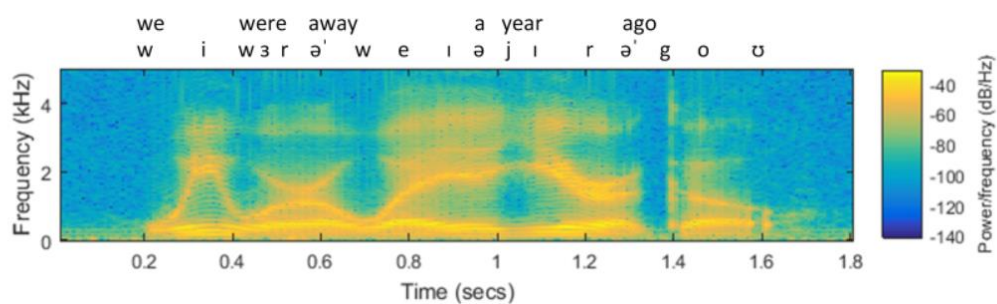 we were away a year ago
w i w ɜ r ə˞ w e ɪ ə j ɪ r ə˞ g o ʊ
Frequency (kHz)
4
2
0
0.2 0.4 0.6 0.8 1 1.2 1.4 1.6 1.8
Time (secs)
-40
-60
-80
-100
-120
-140
Power/frequency (dB/Hz)